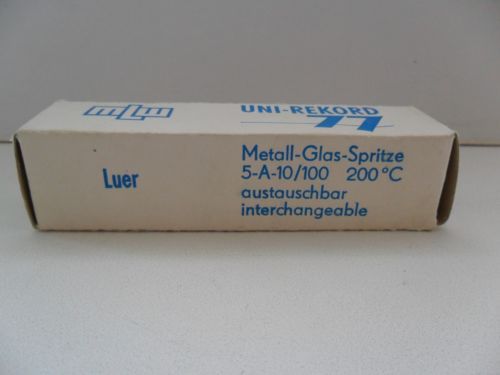 mlw
UNI-REKORD
77
Luer
Metall-Glas-Spritze
5-A-10/100 200°C
austauschbar
interchangeable